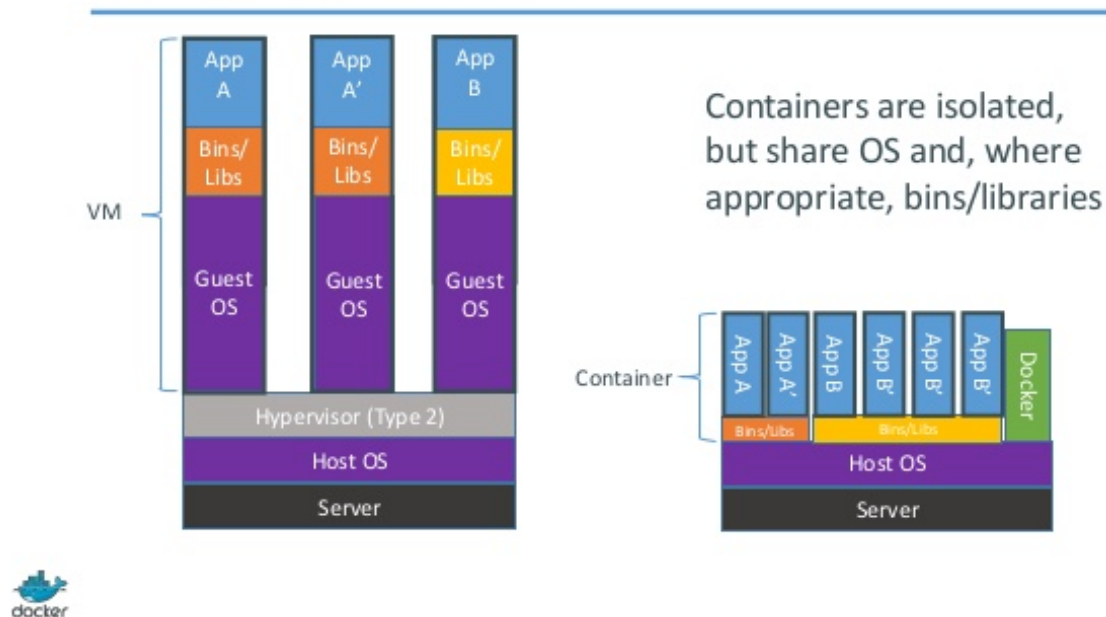 App
A
App
A’
App
B
Bins/
Libs
Bins/
Libs
Bins/
Libs
VM
Guest
OS
Guest
OS
Guest
OS
Hypervisor (Type 2)
Host OS
Server
Containers are isolated,
but share OS and, where
appropriate, bins/libraries
Container
App A
App A’
App B
App B’
App B’
App B’
Docker
Bins/Libs
Bins/Libs
Host OS
Server
docker